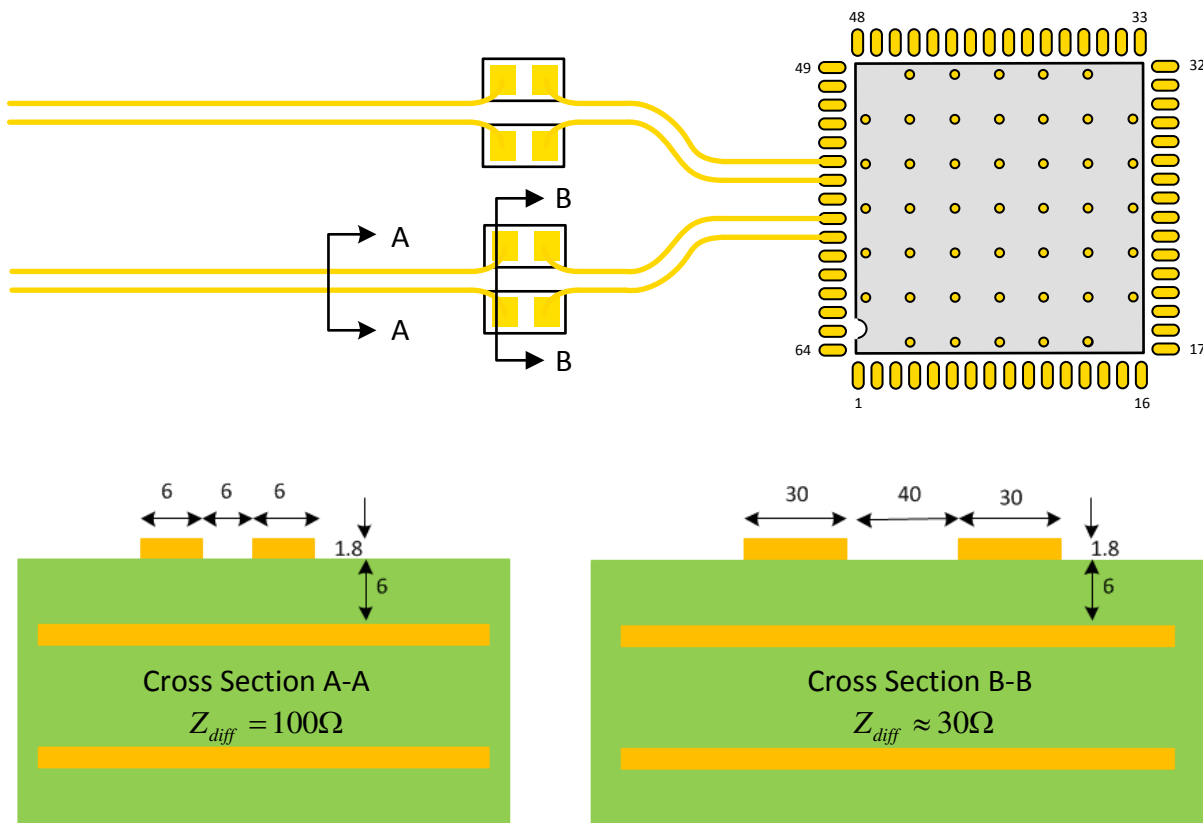 48
33
49
32
B
A
A
B
64
17
1
16
6
6
6
1.8
6
Cross Section A-A
Z_diff = 100Ω
30
40
30
1.8
6
Cross Section B-B
Z_diff ≈ 30Ω